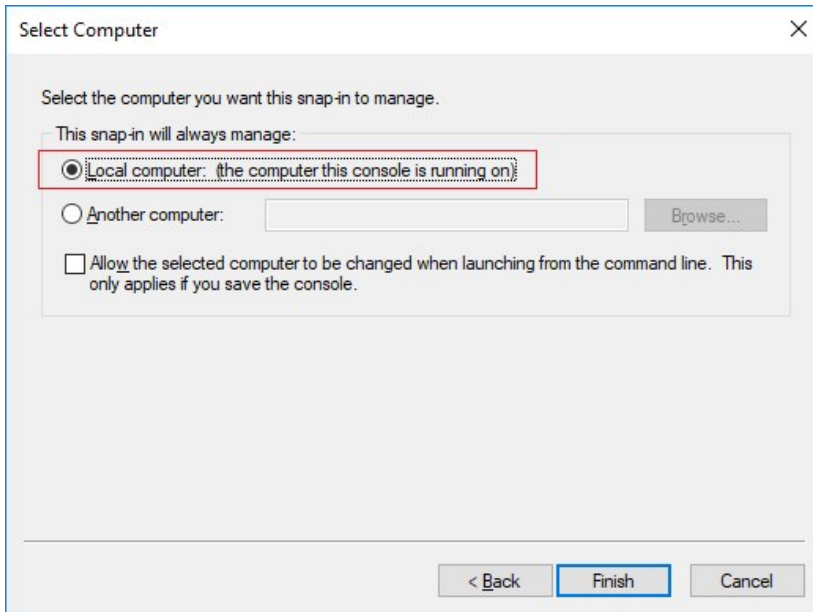 Select Computer
Select the computer you want this snap-in to manage.
This snap-in will always manage:
Local computer: (the computer this console is running on)
Another computer:
Browse...
Allow the selected computer to be changed when launching from the command line. This
only applies if you save the console.
< Back
Finish
Cancel